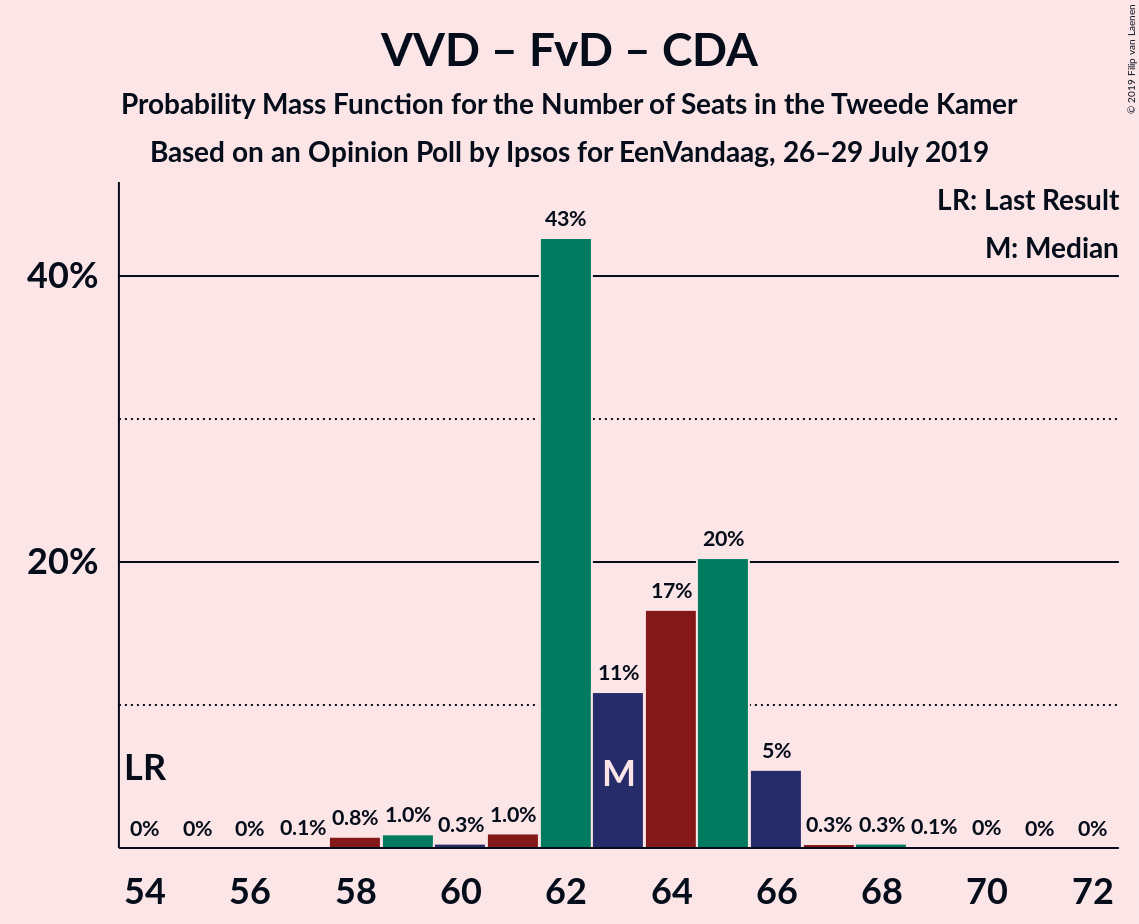 VVD – FvD – CDA
Probability Mass Function for the Number of Seats in the Tweede Kamer
Based on an Opinion Poll by Ipsos for EenVandaag, 26–29 July 2019
© 2019 Filip van Laenen
LR: Last Result
M: Median
43%
40%
20%
20%
17%
11%
5%
LR
M
0% 0% 0% 0.1% 0.8% 1.0% 0.3% 1.0% 0.3% 0.3% 0.1% 0% 0% 0%
54 56 58 60 62 64 66 68 70 72